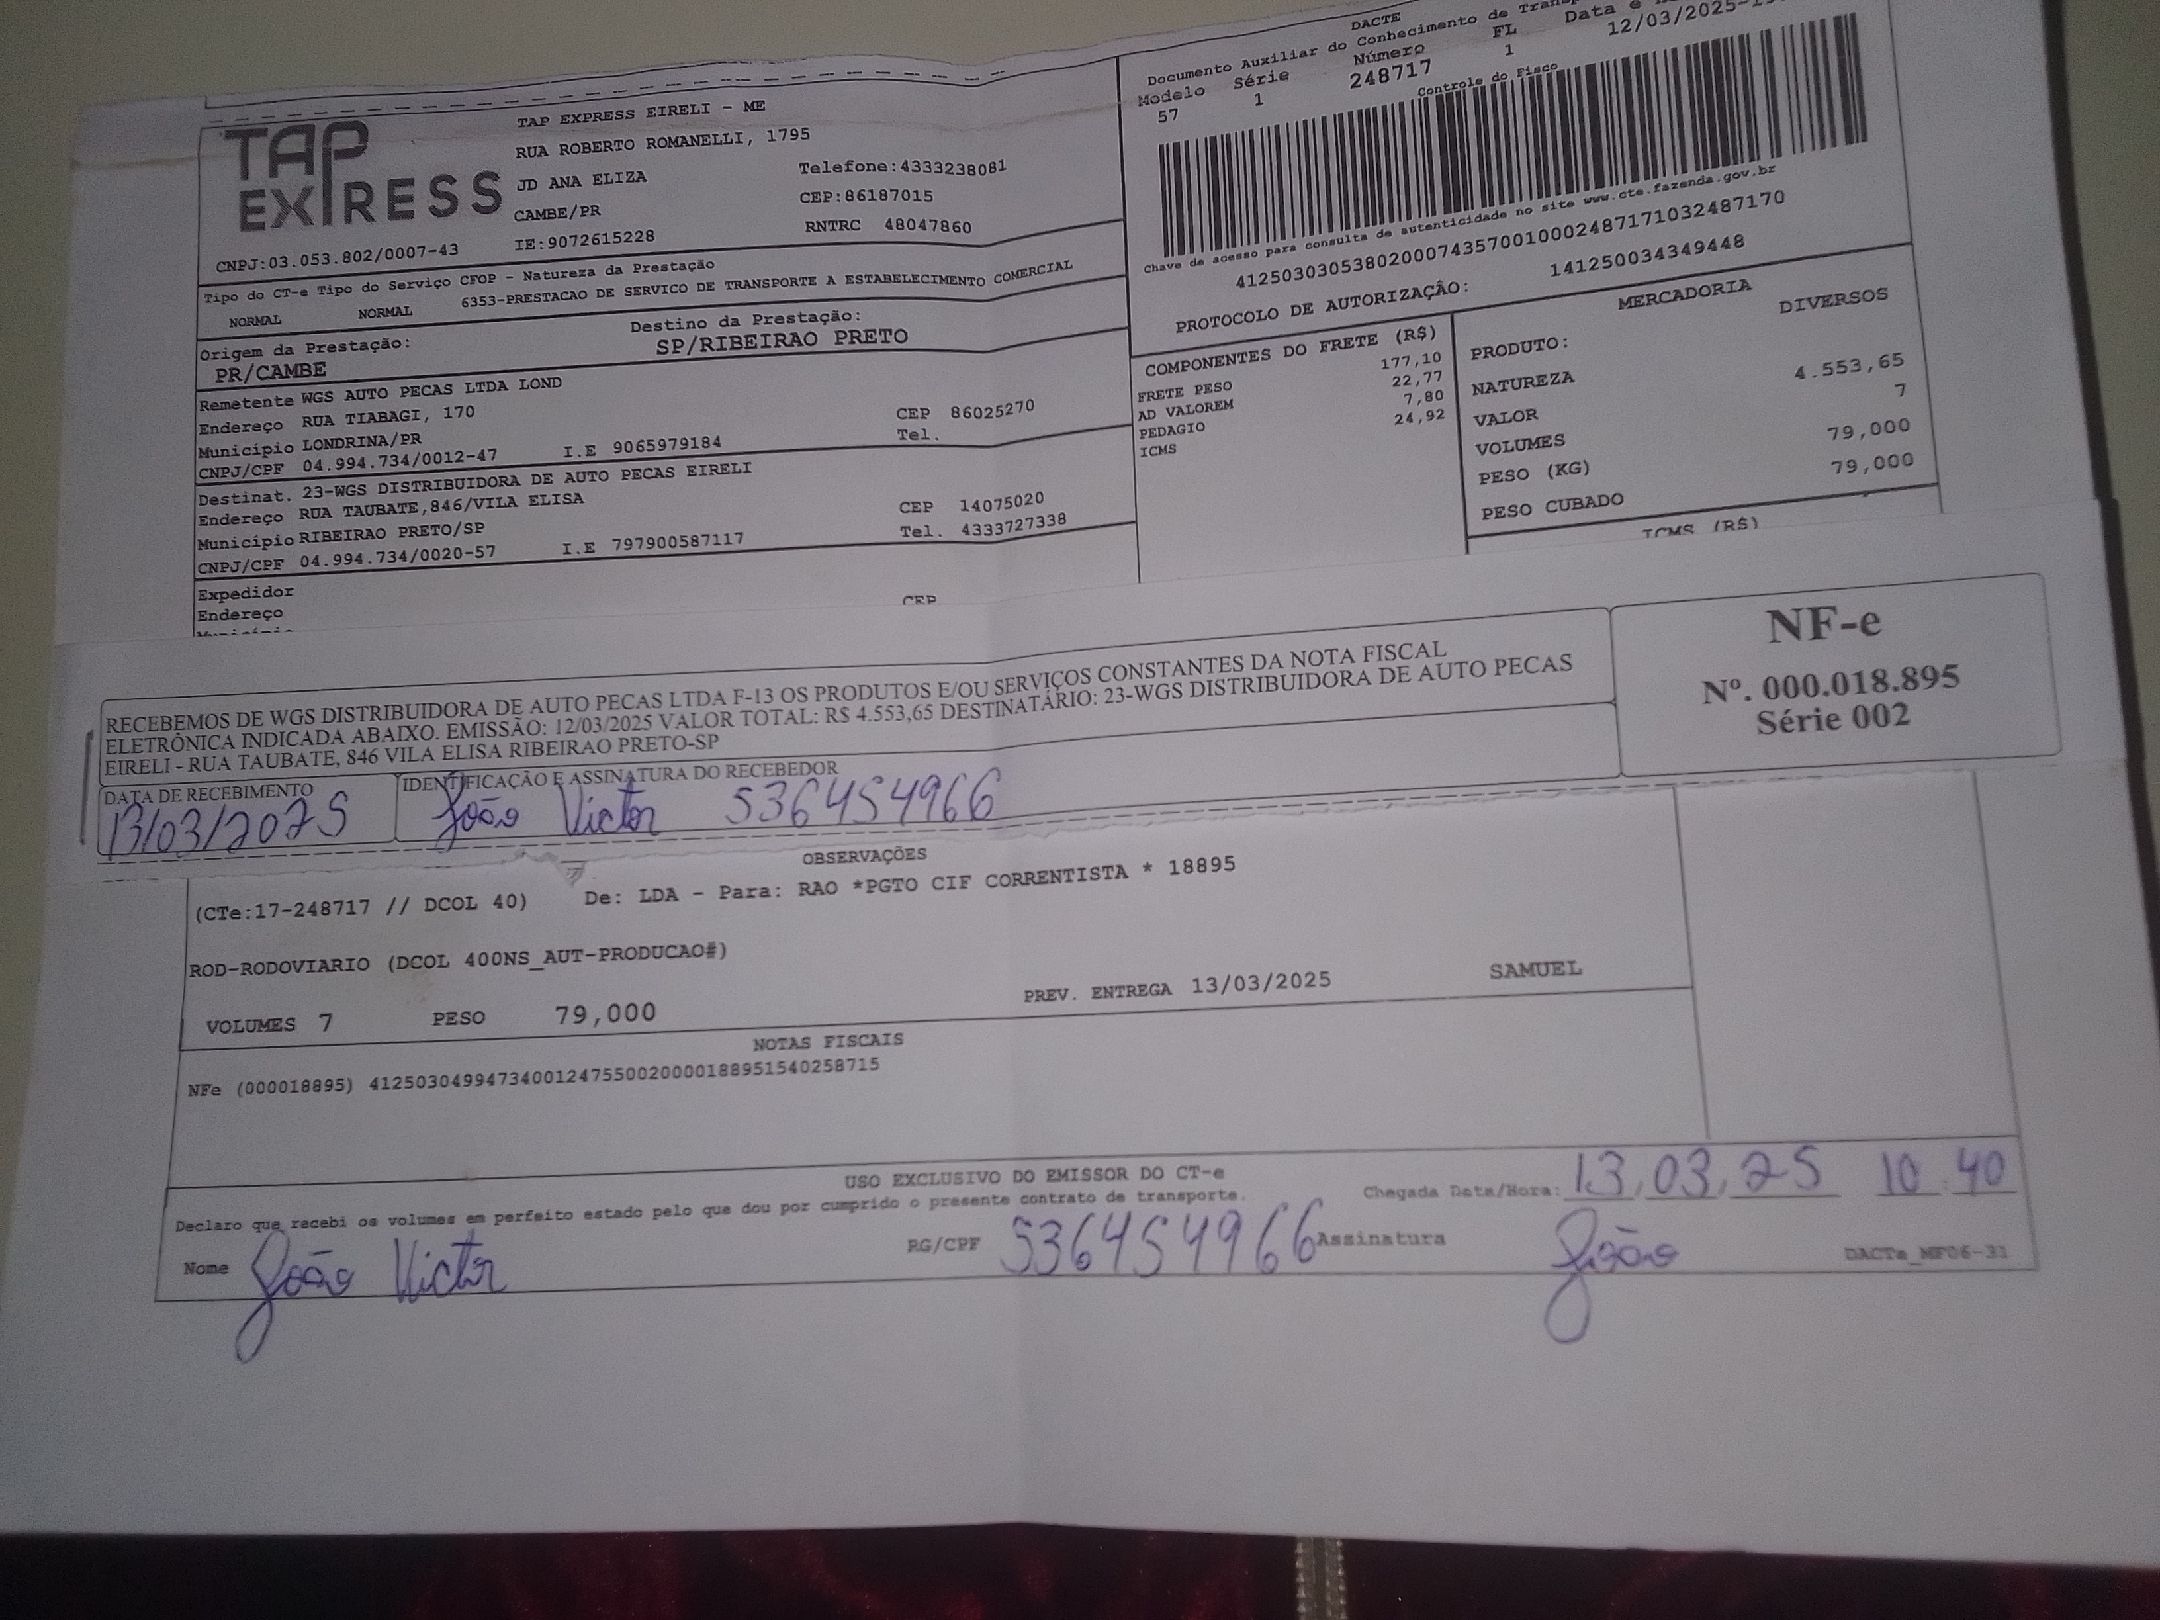 DACTE
Documento Auxiliar do Conhecimento de
Modelo Série Número FL Data
57 1 248717 1 12/03/2025
Controle do Fisco
TAP EXPRESS
TAP EXPRESS EIRELI - ME
RUA ROBERTO ROMANELLI, 1795
JD ANA ELIZA Telefone:4333238081
CAMBE/PR CEP:86187015
CNPJ:03.053.802/0007-43 IE:9072615228 RNTRC 48047860
Chave de acesso para consulta de autenticidade no site www.cte.fazenda.gov.br
41250303053802000743570010002487171032487170
PROTOCOLO DE AUTORIZAÇÃO: 141250034349448
Tipo do CT-e Tipo do Serviço CFOP - Natureza da Prestação
NORMAL NORMAL 6353-PRESTACAO DE SERVICO DE TRANSPORTE A ESTABELECIMENTO COMERCIAL
Origem da Prestação: Destino da Prestação:
PR/CAMBE SP/RIBEIRAO PRETO
Remetente WGS AUTO PECAS LTDA LOND
Endereço RUA TIABAGI, 170 CEP 86025270
Município LONDRINA/PR Tel.
CNPJ/CPF 04.994.734/0012-47 I.E 9065979184
Destinat. 23-WGS DISTRIBUIDORA DE AUTO PECAS EIRELI
Endereço RUA TAUBATE,846/VILA ELISA CEP 14075020
Município RIBEIRAO PRETO/SP Tel. 4333727338
CNPJ/CPF 04.994.734/0020-57 I.E 797900587117
Expedidor
Endereço CEP
COMPONENTES DO FRETE (R$)
FRETE PESO 177,10
AD VALOREM 22,77
PEDAGIO 7,80
ICMS 24,92
MERCADORIA
PRODUTO: DIVERSOS
NATUREZA
VALOR 4.553,65
VOLUMES 7
PESO (KG) 79,000
PESO CUBADO 79,000
ICMS (R$)
RECEBEMOS DE WGS DISTRIBUIDORA DE AUTO PECAS LTDA F-13 OS PRODUTOS E/OU SERVIÇOS CONSTANTES DA NOTA FISCAL
ELETRÔNICA INDICADA ABAIXO. EMISSÃO: 12/03/2025 VALOR TOTAL: R$ 4.553,65 DESTINATÁRIO: 23-WGS DISTRIBUIDORA DE AUTO PECAS
EIRELI - RUA TAUBATE, 846 VILA ELISA RIBEIRAO PRETO-SP
NF-e
Nº. 000.018.895
Série 002
DATA DE RECEBIMENTO IDENTIFICAÇÃO E ASSINATURA DO RECEBEDOR
13/03/2025 João Victor 536454966
OBSERVAÇÕES
(CTe:17-248717 // DCOL 40) De: LDA - Para: RAO *PGTO CIF CORRENTISTA * 18895
ROD-RODOVIARIO (DCOL 400NS_AUT-PRODUCAO#)
VOLUMES 7 PESO 79,000 PREV. ENTREGA 13/03/2025 SAMUEL
NOTAS FISCAIS
NFe (000018895) 41250304994734001247550020000188951540258715
USO EXCLUSIVO DO EMISSOR DO CT-e
Declaro que recebi os volumes em perfeito estado pelo que dou por cumprido o presente contrato de transporte. Chegada Data/Hora: 13, 03, 25 10:40
Nome João Victor RG/CPF 536454966 Assinatura João DACTe_MF06-31